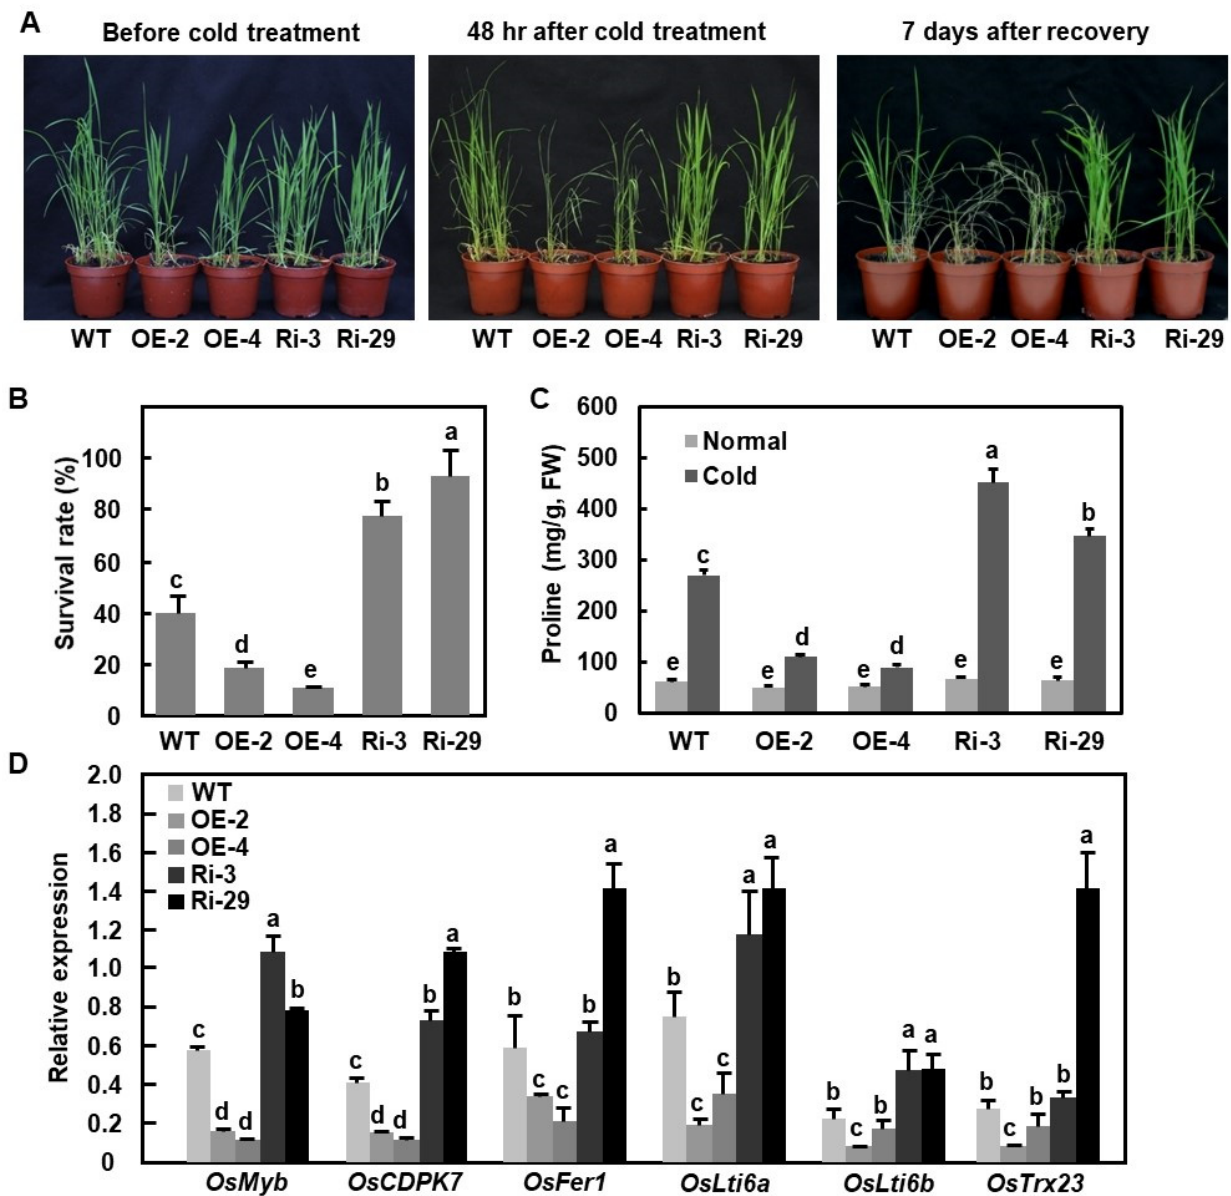 A
Before cold treatment
48 hr after cold treatment
7 days after recovery
WT OE-2 OE-4 Ri-3 Ri-29
WT OE-2 OE-4 Ri-3 Ri-29
WT OE-2 OE-4 Ri-3 Ri-29
B
Survival rate (%)
100
80
60
40
20
0
c
d
e
b
a
WT OE-2 OE-4 Ri-3 Ri-29
C
Proline (mg/g, FW)
600
500
400
300
200
100
0
Normal
Cold
e c
e d
e d
e a
e b
WT OE-2 OE-4 Ri-3 Ri-29
D
Relative expression
2.0
1.8
1.6
1.4
1.2
1.0
0.8
0.6
0.4
0.2
0
WT
OE-2
OE-4
Ri-3
Ri-29
c d d a b
c d d b a
b c c b a
b c c a a
b c b a a
b c b b a
OsMyb OsCDPK7 OsFer1 OsLti6a OsLti6b OsTrx23